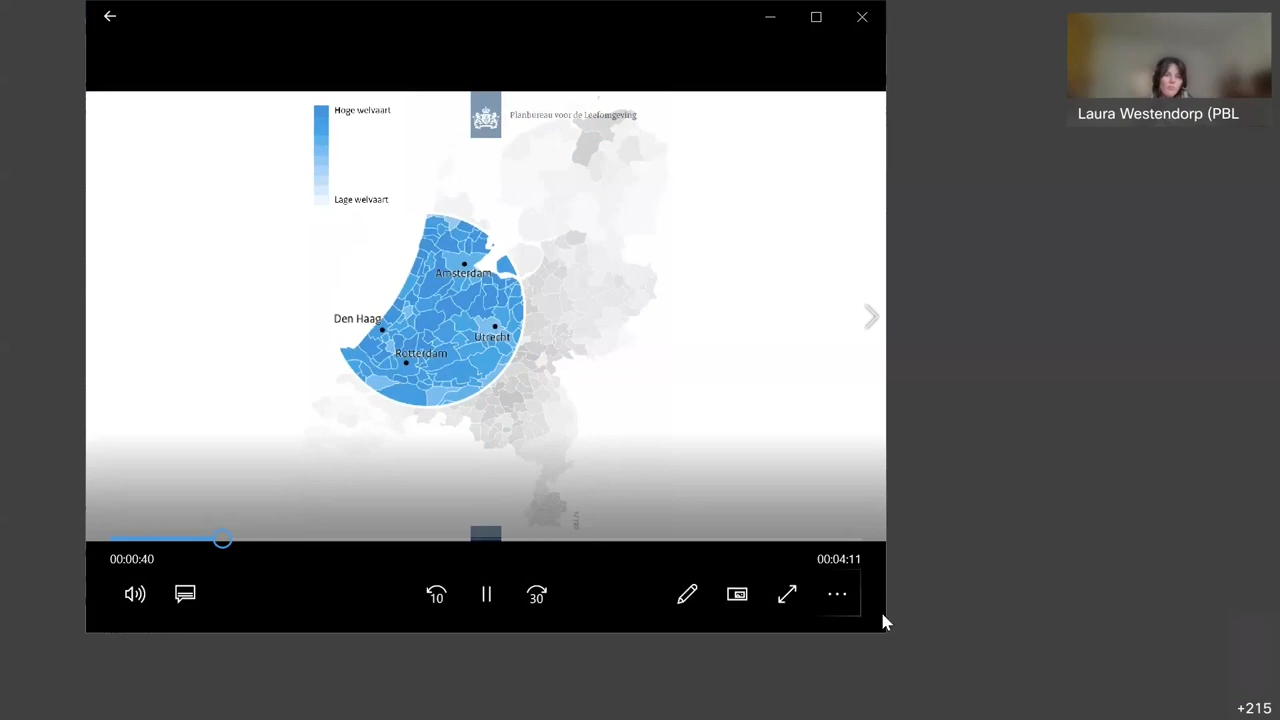 Hoge welvaart
Planbureau voor de Leefomgeving
Lage welvaart
Amsterdam
Den Haag
Utrecht
Rotterdam
00:00:40
00:04:11
10
30
Laura Westendorp (PBL
+215